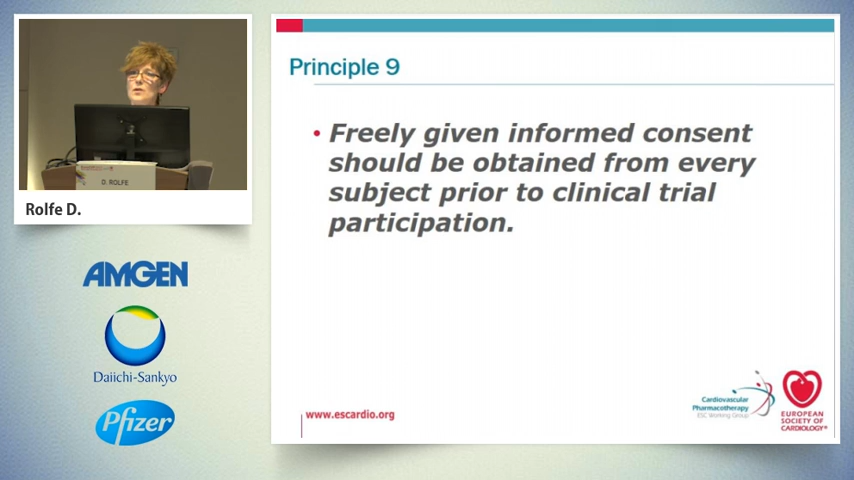 D. ROLFE
Rolfe D.
AMGEN
Daiichi-Sankyo
Pfizer
Principle 9
• Freely given informed consent
should be obtained from every
subject prior to clinical trial
participation.
www.escardio.org
Cardiovascular
Pharmacotherapy
ESC Working Group
EUROPEAN
SOCIETY OF
CARDIOLOGY®